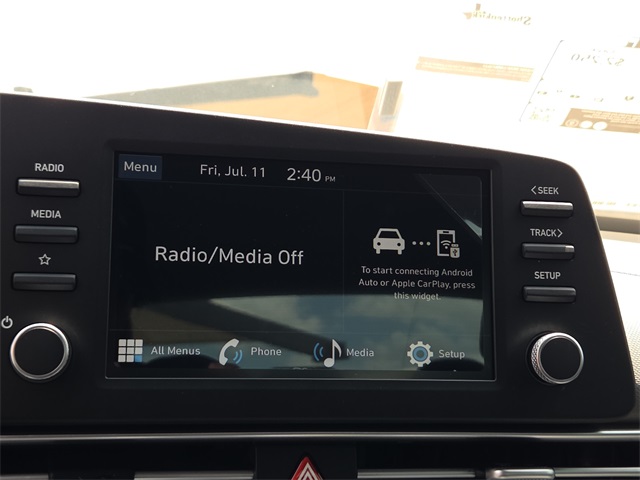 RADIO
MEDIA
Menu
Fri, Jul. 11
2:40 PM
Radio/Media Off
To start connecting Android
Auto or Apple CarPlay, press
this widget.
All Menus
Phone
Media
Setup
<SEEK
TRACK>
SETUP